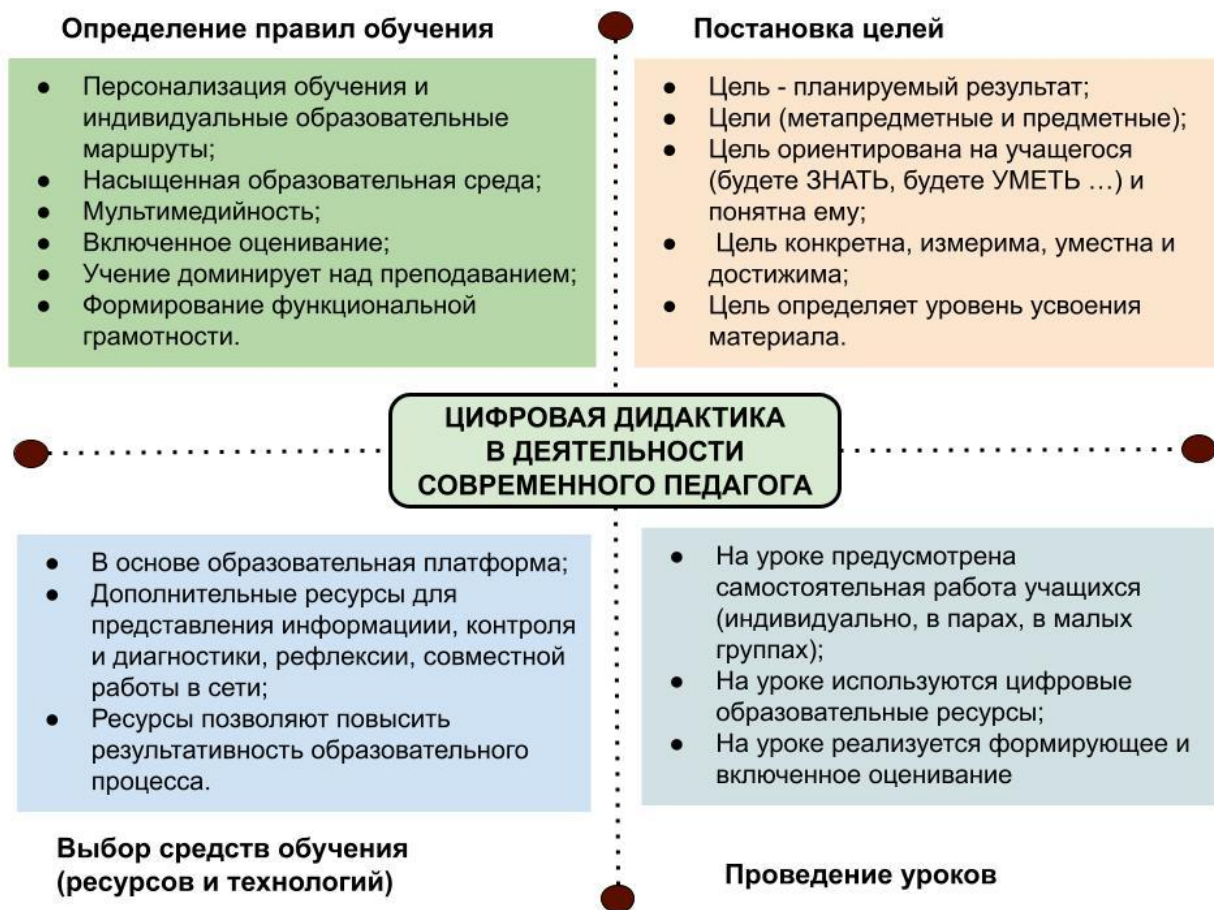 Определение правил обучения
● Персонализация обучения и
индивидуальные образовательные
маршруты;
● Насыщенная образовательная среда;
● Мультимедийность;
● Включенное оценивание;
● Учение доминирует над преподаванием;
● Формирование функциональной
грамотности.
Постановка целей
● Цель - планируемый результат;
● Цели (метапредметные и предметные);
● Цель ориентирована на учащегося
(будете ЗНАТЬ, будете УМЕТЬ ...) и
понятна ему;
● Цель конкретна, измерима, уместна и
достижима;
● Цель определяет уровень усвоения
материала.
ЦИФРОВАЯ ДИДАКТИКА
В ДЕЯТЕЛЬНОСТИ
СОВРЕМЕННОГО ПЕДАГОГА
● В основе образовательная платформа;
● Дополнительные ресурсы для
представления информациии, контроля
и диагностики, рефлексии, совместной
работы в сети;
● Ресурсы позволяют повысить
результативность образовательного
процесса.
Выбор средств обучения
(ресурсов и технологий)
● На уроке предусмотрена
самостоятельная работа учащихся
(индивидуально, в парах, в малых
группах);
● На уроке используются цифровые
образовательные ресурсы;
● На уроке реализуется формирующее и
включенное оценивание
Проведение уроков